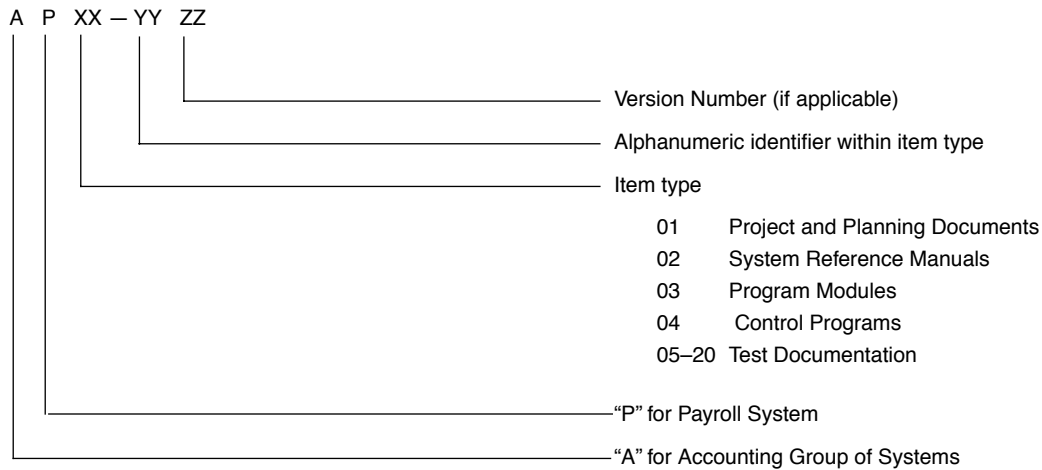 A P XX — YY ZZ
Version Number (if applicable)
Alphanumeric identifier within item type
Item type
01 Project and Planning Documents
02 System Reference Manuals
03 Program Modules
04 Control Programs
05–20 Test Documentation
“P” for Payroll System
“A” for Accounting Group of Systems